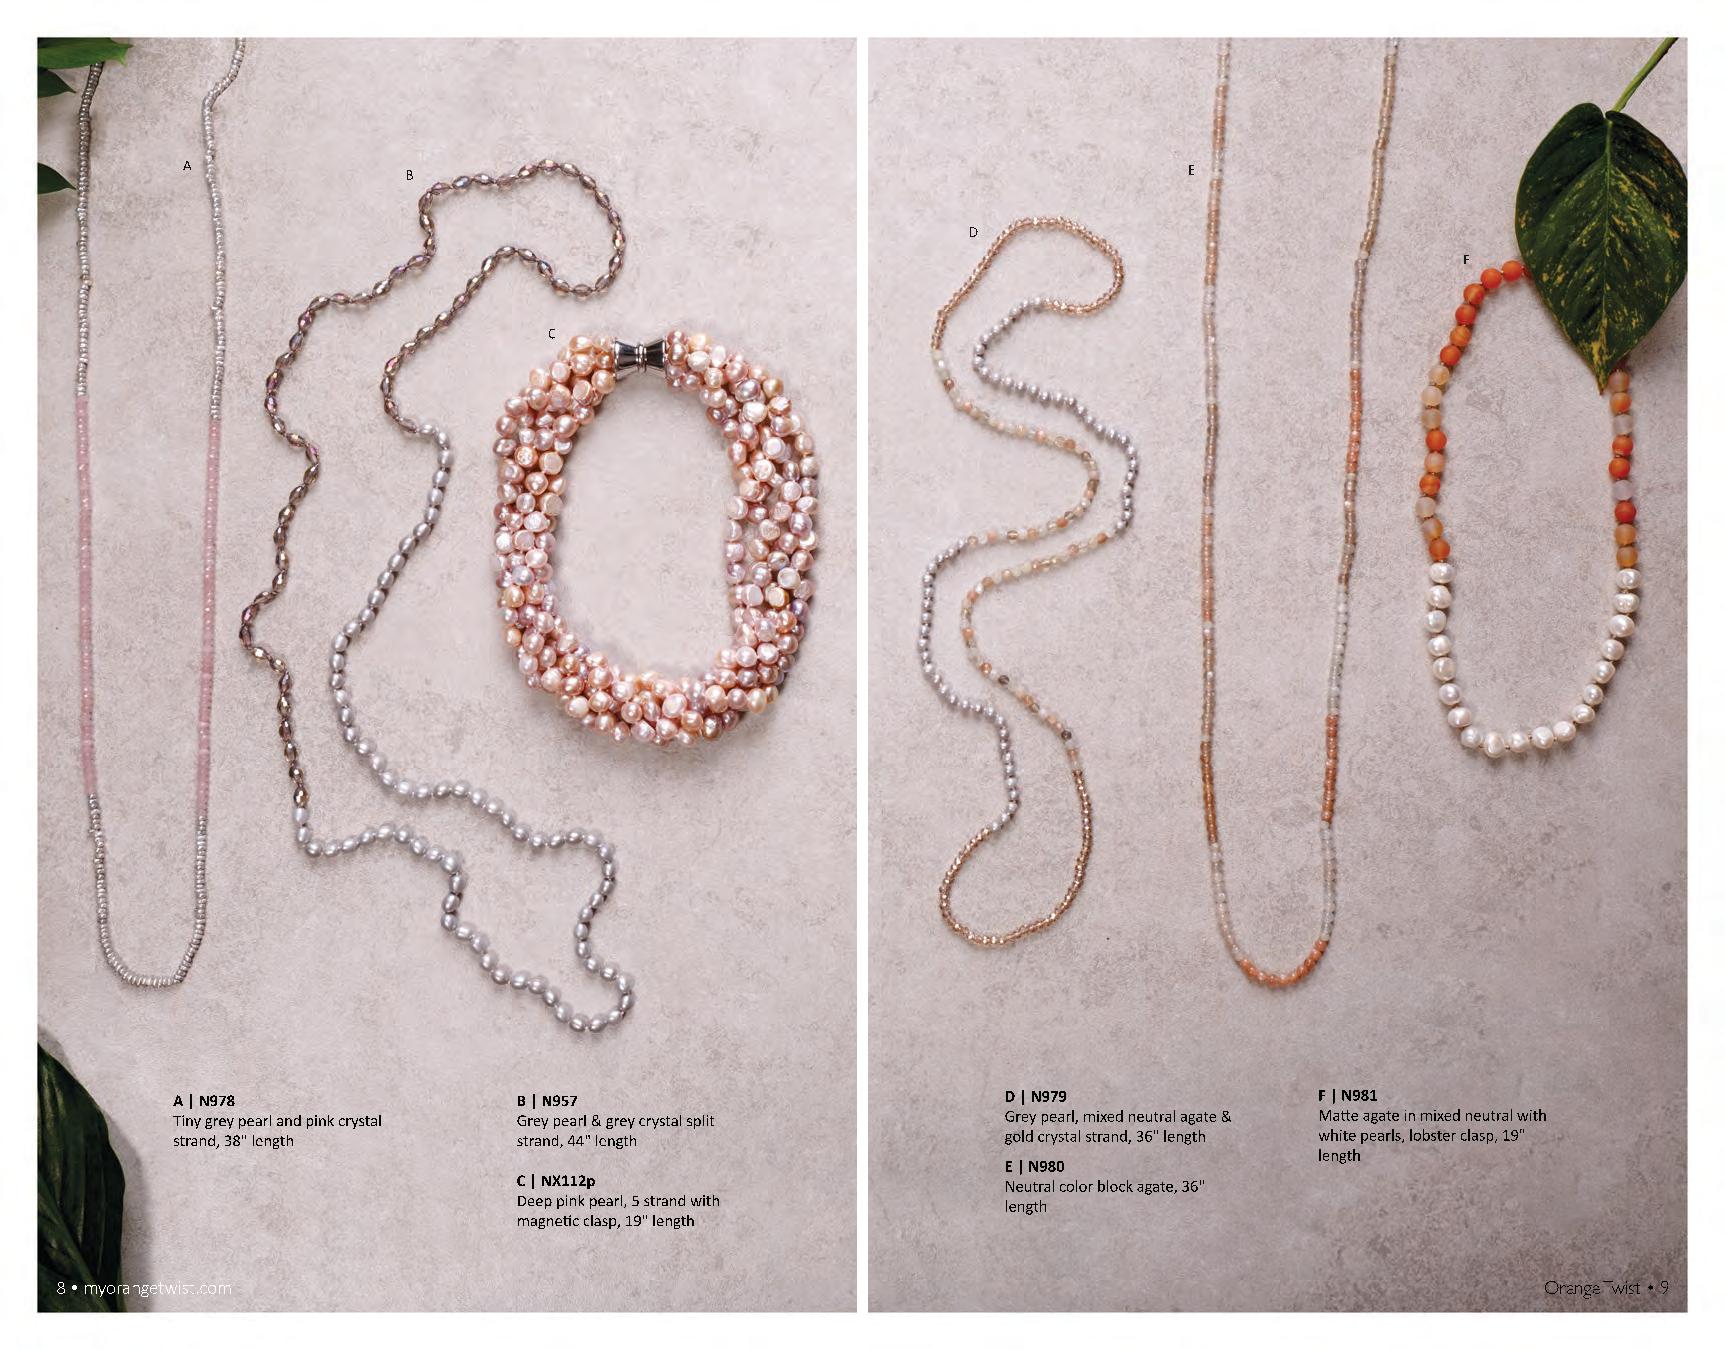 A
B
C
D
E
F
A | N978
Tiny grey pearl and pink crystal
strand, 38" length
B | N957
Grey pearl & grey crystal split
strand, 44" length
C | NX112p
Deep pink pearl, 5 strand with
magnetic clasp, 19" length
D | N979
Grey pearl, mixed neutral agate &
gold crystal strand, 36" length
E | N980
Neutral color block agate, 36"
length
F | N981
Matte agate in mixed neutral with
white pearls, lobster clasp, 19"
length
8 • myorangetwist.com
OrangeTwist • 9